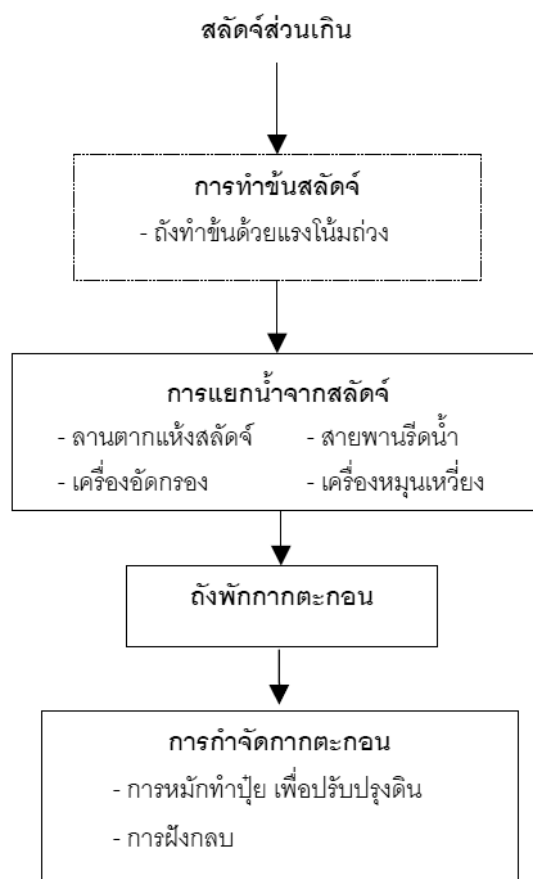 สลัดจ์ส่วนเกิน
การทำข้นสลัดจ์
- ถังทำข้นด้วยแรงโน้มถ่วง
การแยกน้ำจากสลัดจ์
- ลานตากแห้งสลัดจ์ - สายพานรีดน้ำ
- เครื่องอัดกรอง - เครื่องหมุนเหวี่ยง
ถังพักกากตะกอน
การกำจัดกากตะกอน
- การหมักทำปุ๋ย เพื่อปรับปรุงดิน
- การฝังกลบ